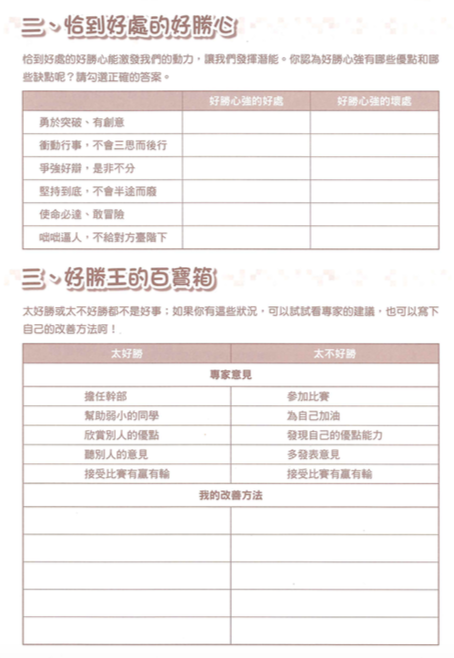 二、恰到好處的好勝心
恰到好處的好勝心能激發我們的動力，讓我們發揮潛能。你認為好勝心強有哪些優點和哪
些缺點呢？請勾選正確的答案。
好勝心強的好處 好勝心強的壞處
勇於突破、有創意
衝動行事，不會三思而後行
爭強好辯，是非不分
堅持到底，不會半途而廢
使命必達、敢冒險
咄咄逼人，不給對方臺階下
三、好勝王的百寶箱
太好勝或太不好勝都不是好事；如果你有這些狀況，可以試試看專家的建議，也可以寫下
自己的改善方法呵！
太好勝 太不好勝
專家意見
擔任幹部 參加比賽
幫助弱小的同學 為自己加油
欣賞別人的優點 發現自己的優點能力
聽別人的意見 多發表意見
接受比賽有贏有輸 接受比賽有贏有輸
我的改善方法